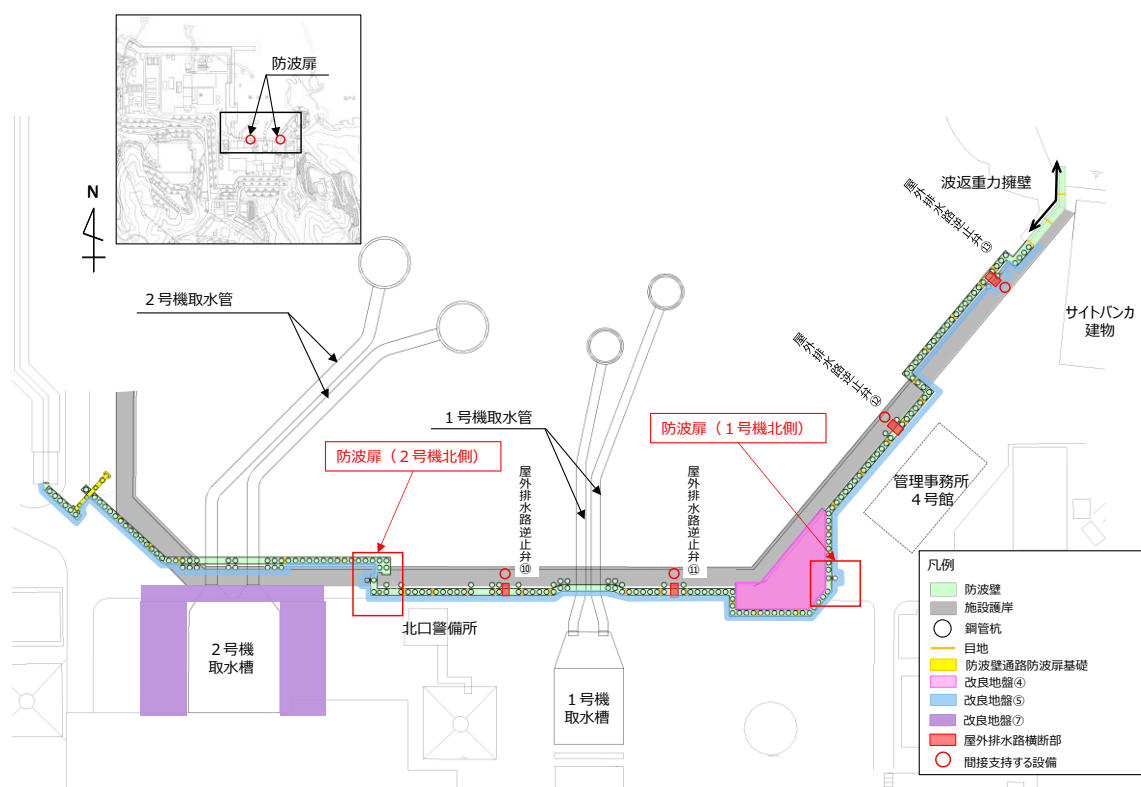 防波扉
N
波返重力擁壁
屋外排水路逆止弁⑬
２号機取水管
サイトバンカ
建物
屋外排水路逆止弁⑫
１号機取水管
防波扉（１号機北側）
防波扉（２号機北側）
屋外排水路逆止弁⑩
屋外排水路逆止弁⑪
管理事務所
４号館
北口警備所
２号機
取水槽
１号機
取水槽
凡例
防波壁
施設護岸
鋼管杭
目地
防波壁通路防波扉基礎
改良地盤④
改良地盤⑤
改良地盤⑦
屋外排水路横断部
間接支持する設備